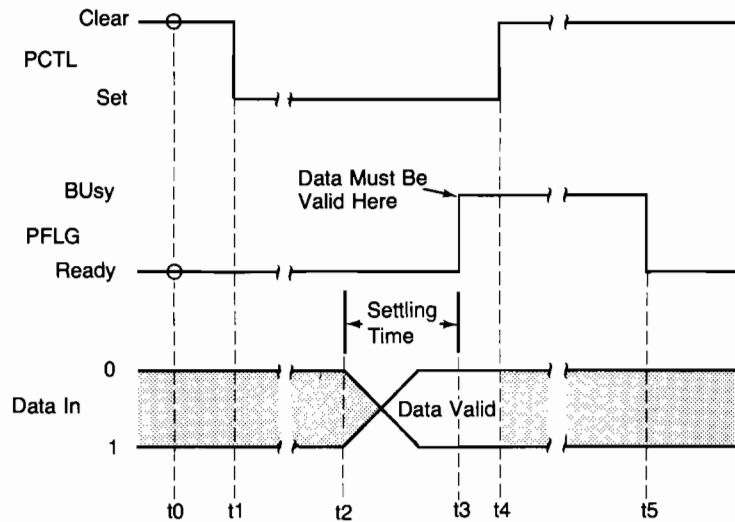 Clear
PCTL
Set
BUsy
Data Must Be
Valid Here
PFLG
Ready
Settling
Time
0
Data In
Data Valid
1
t0 t1 t2 t3 t4 t5